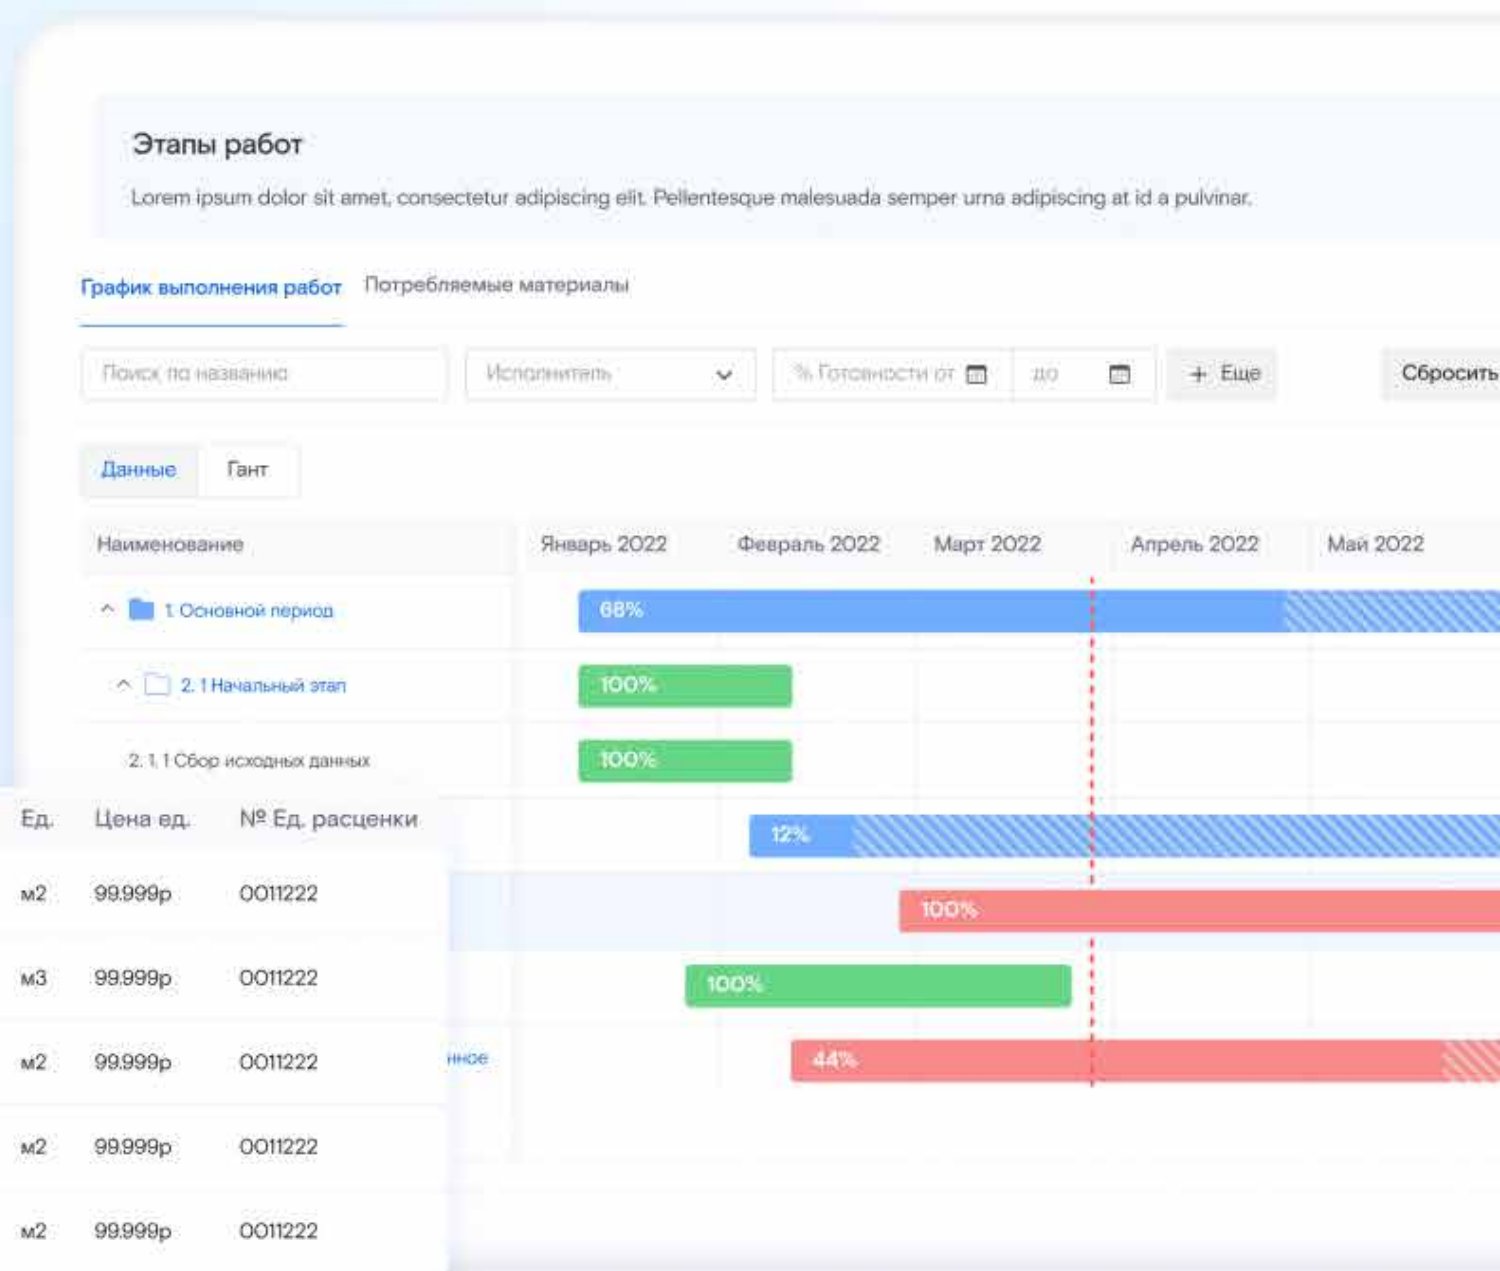 Этапы работ
Lorem ipsum dolor sit amet, consectetur adipiscing elit. Pellentesque malesuada semper urna adipiscing at id a pulvinar.
График выполнения работ Потребляемые материалы
Поиск по названию Исполнитель % Готовности от до + Еще Сбросить
Данные Гант
Наименование Январь 2022 Февраль 2022 Март 2022 Апрель 2022 Май 2022
1. Основной период 68%
2. 1 Начальный этап 100%
2. 1. 1 Сбор исходных данных 100%
Ед. Цена ед. № Ед. расценки 12%
м2 99.999р 0011222 100%
м3 99.999р 0011222 100%
м2 99.999р 0011222 нное 44%
м2 99.999р 0011222
м2 99.999р 0011222